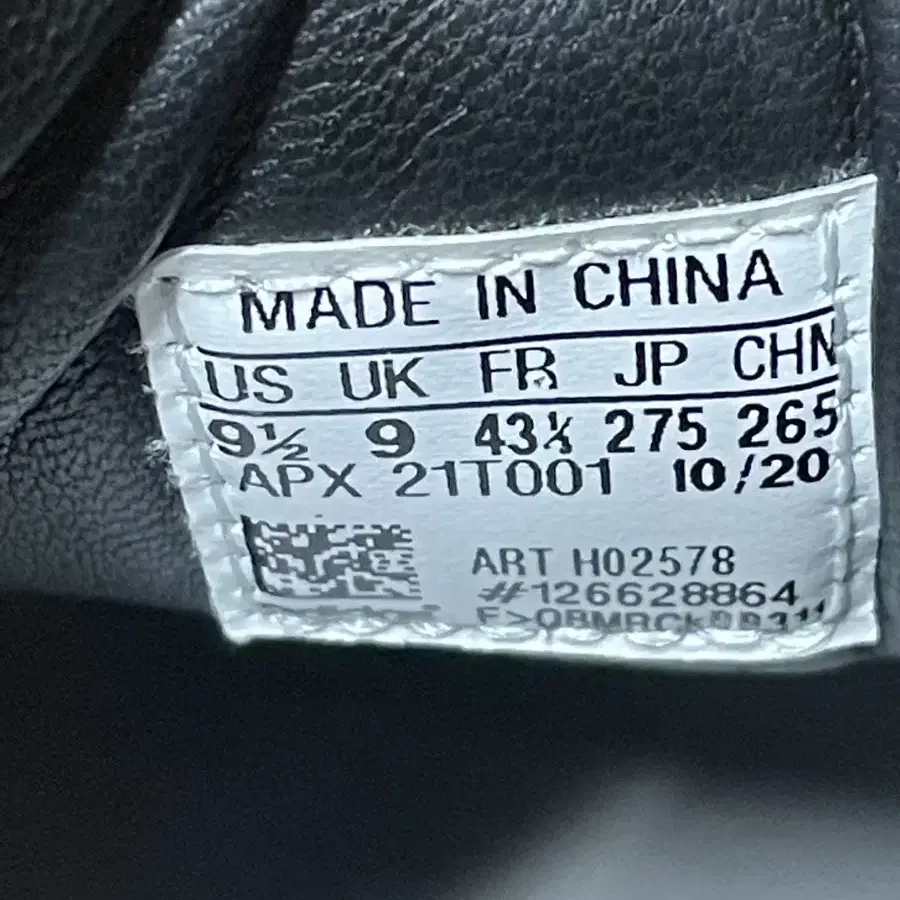 MADE IN CHINA
US UK FR JP CHN
9½ 9 43⅓ 275 265
APX 21T001 10/20
ART H02578
#126628864